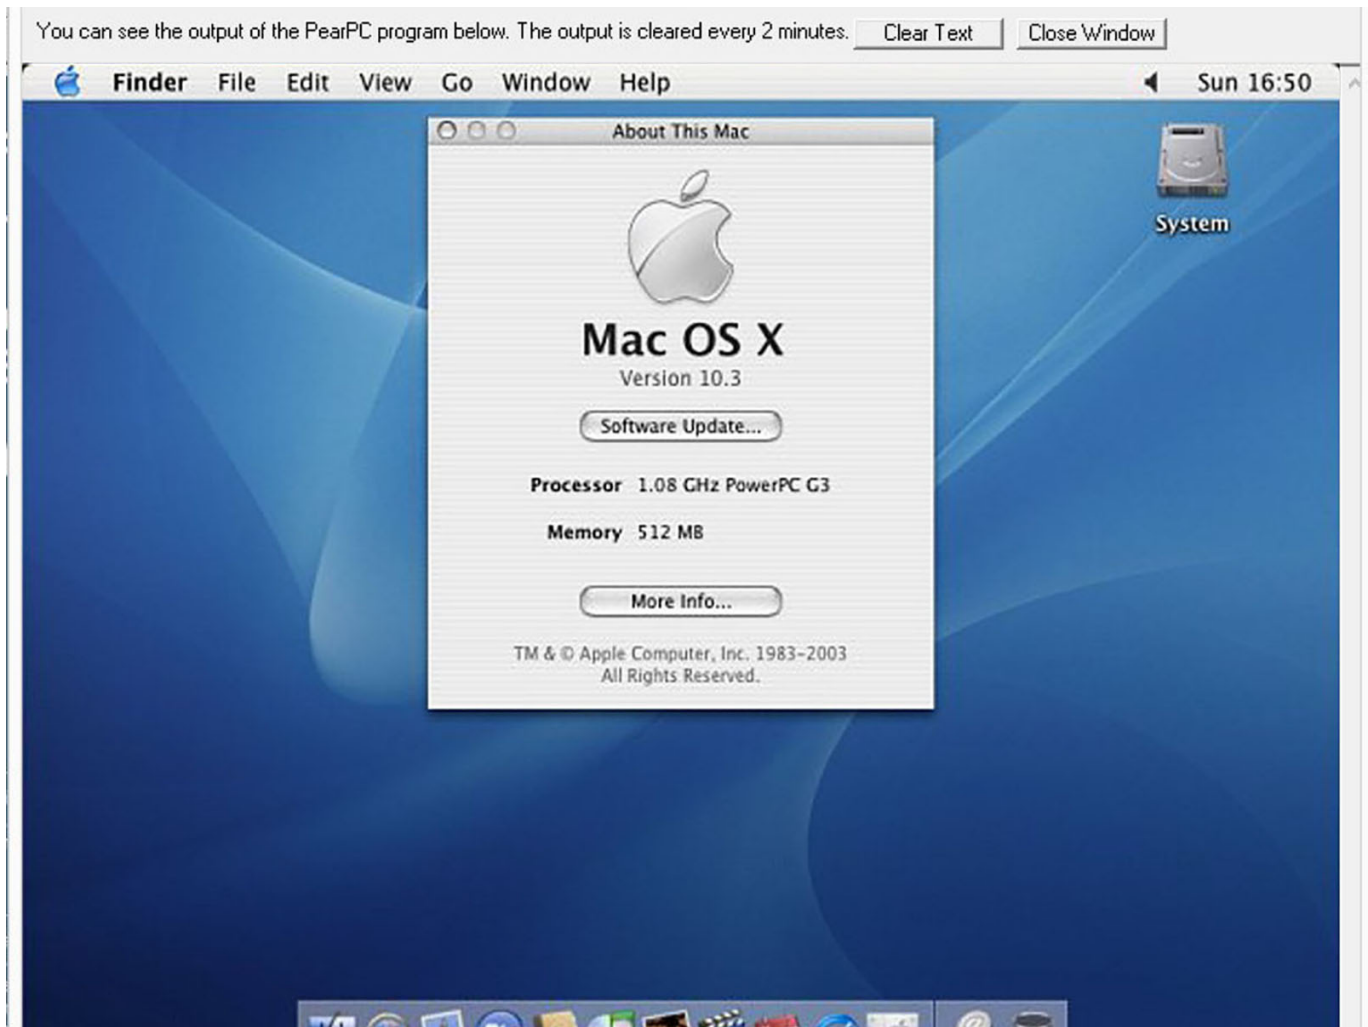 You can see the output of the PearPC program below. The output is cleared every 2 minutes. Clear Text Close Window
Finder File Edit View Go Window Help Sun 16:50
About This Mac
System
Mac OS X
Version 10.3
Software Update...
Processor 1.08 GHz PowerPC G3
Memory 512 MB
More Info...
TM & © Apple Computer, Inc. 1983-2003
All Rights Reserved.